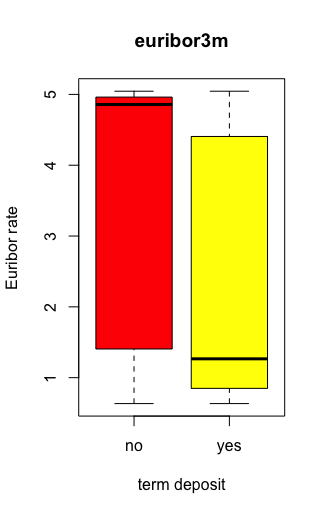 euribor3m
Euribor rate
5
4
3
2
1
no yes
term deposit